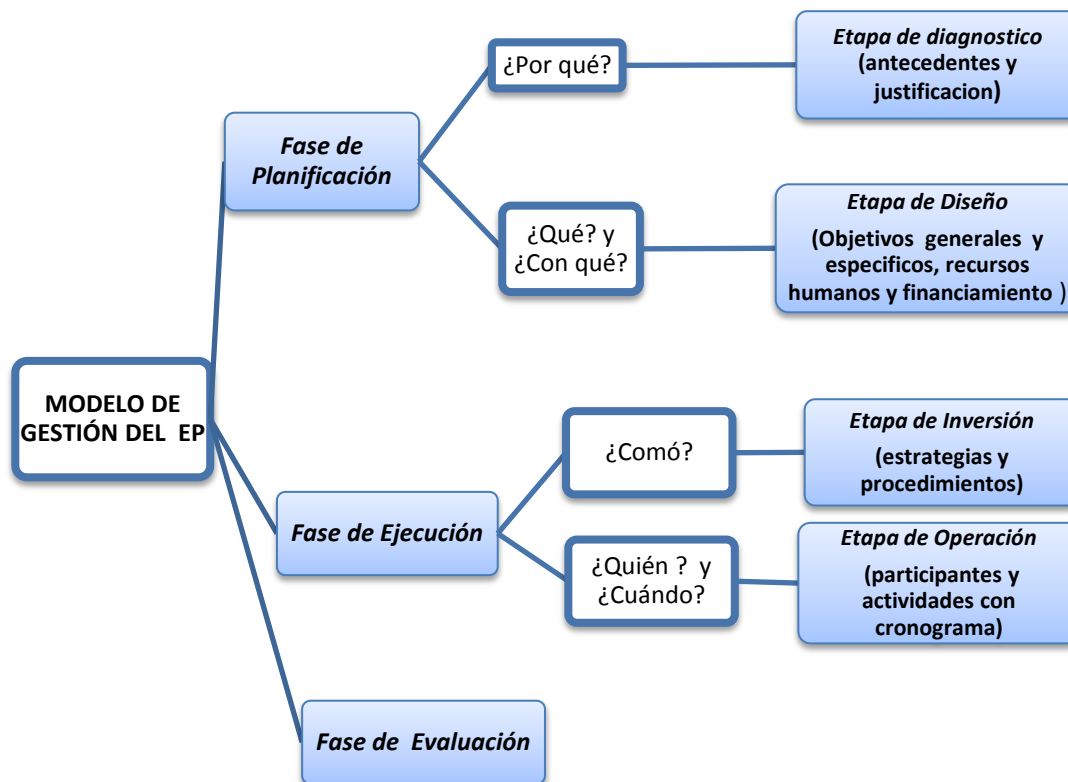 MODELO DE
GESTIÓN DEL EP
Fase de
Planificación
¿Por qué?
Etapa de diagnostico
(antecedentes y
justificacion)
¿Qué? y
¿Con qué?
Etapa de Diseño
(Objetivos generales y
especificos, recursos
humanos y financiamiento )
Fase de Ejecución
¿Comó?
Etapa de Inversión
(estrategias y
procedimientos)
¿Quién ? y
¿Cuándo?
Etapa de Operación
(participantes y
actividades con
cronograma)
Fase de Evaluación